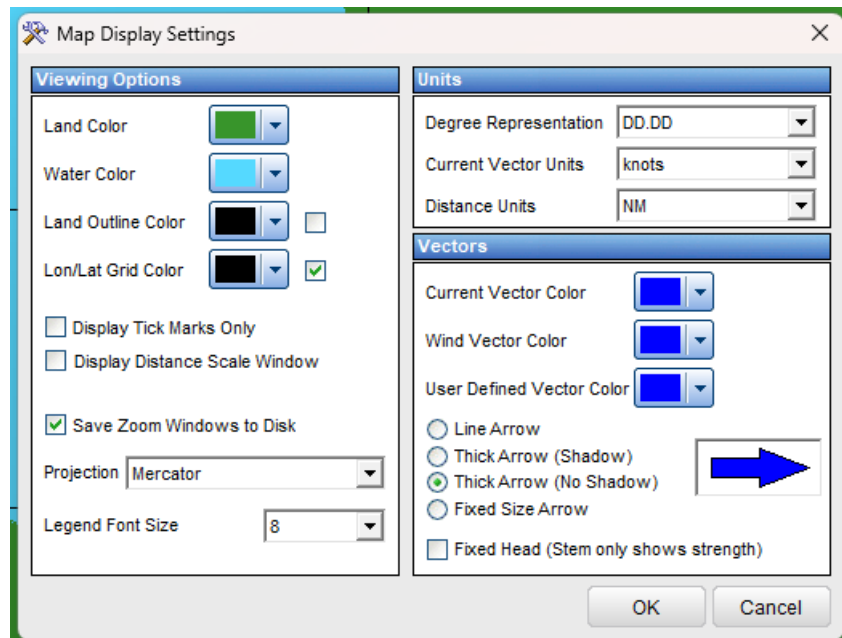 Map Display Settings
Viewing Options
Land Color
Water Color
Land Outline Color
Lon/Lat Grid Color
Display Tick Marks Only
Display Distance Scale Window
Save Zoom Windows to Disk
Projection Mercator
Legend Font Size 8
Units
Degree Representation DD.DD
Current Vector Units knots
Distance Units NM
Vectors
Current Vector Color
Wind Vector Color
User Defined Vector Color
Line Arrow
Thick Arrow (Shadow)
Thick Arrow (No Shadow)
Fixed Size Arrow
Fixed Head (Stem only shows strength)
OK Cancel